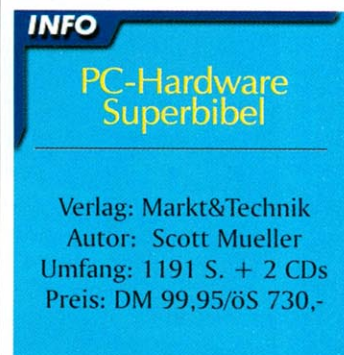 INFO
PC-Hardware
Superbibel
Verlag: Markt&Technik
Autor: Scott Mueller
Umfang: 1191 S. + 2 CDs
Preis: DM 99,95/öS 730,-